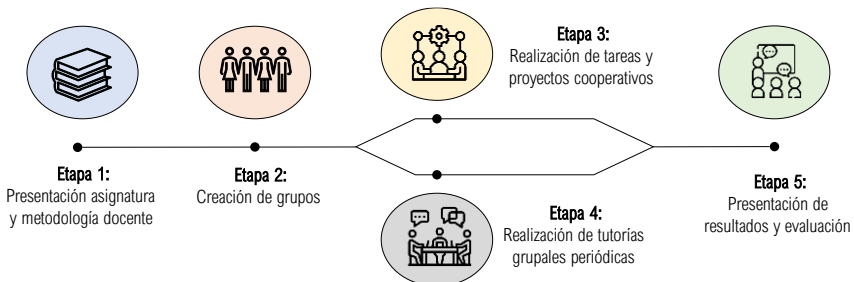 Etapa 1:
Presentación asignatura
y metodología docente
Etapa 2:
Creación de grupos
Etapa 3:
Realización de tareas y
proyectos cooperativos
Etapa 4:
Realización de tutorías
grupales periódicas
Etapa 5:
Presentación de
resultados y evaluación